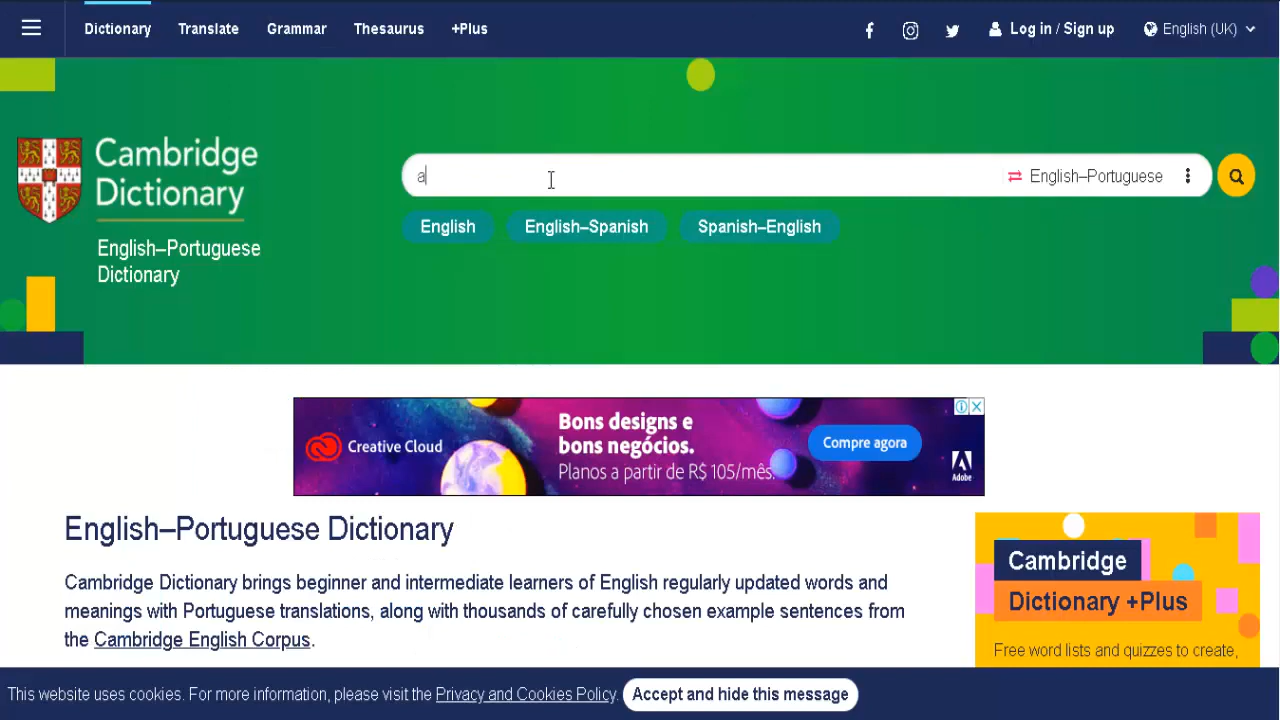 Dictionary Translate Grammar Thesaurus +Plus Log in / Sign up English (UK)
Cambridge
Dictionary
English–Portuguese
Dictionary
a
English–Portuguese
English English–Spanish Spanish–English
Creative Cloud
Bons designs e
bons negócios.
Planos a partir de R$ 105/mês.
Compre agora
Adobe
English–Portuguese Dictionary
Cambridge Dictionary brings beginner and intermediate learners of English regularly updated words and
meanings with Portuguese translations, along with thousands of carefully chosen example sentences from
the Cambridge English Corpus.
Cambridge
Dictionary +Plus
Free word lists and quizzes to create,
This website uses cookies. For more information, please visit the Privacy and Cookies Policy. Accept and hide this message